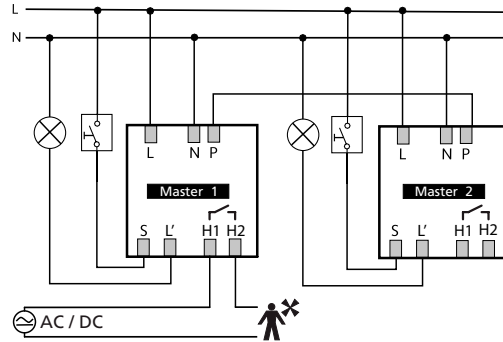 L
N
L N P
L N P
Master 1
Master 2
S L' H1 H2
S L' H1 H2
AC / DC